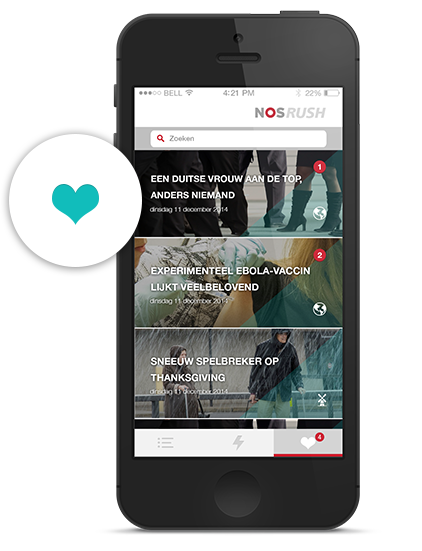 BELL 4:21 PM 22%
NOSRUSH
Zoeken
1
EEN DUITSE VROUW AAN DE TOP,
ANDERS NIEMAND
dinsdag 11 december 2014
2
EXPERIMENTEEL EBOLA-VACCIN
LIJKT VEELBELOVEND
dinsdag 11 december 2014
SNEEUW SPELBREKER OP
THANKSGIVING
dinsdag 11 december 2014
4